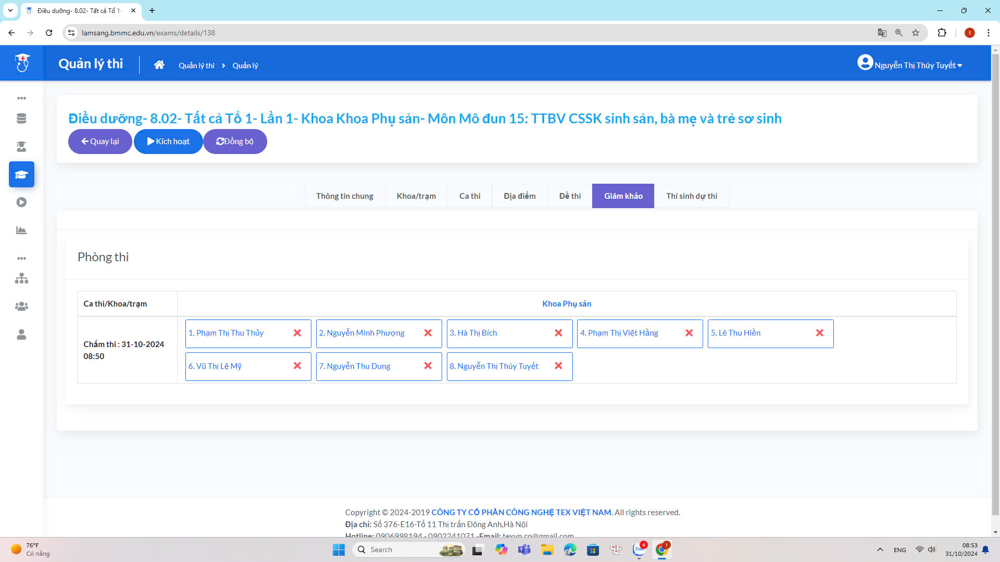 Điều dưỡng- 8.02- Tất cả Tổ 1-
lamsang.bmmc.edu.vn/exams/details/138
t
Quản lý thi
Quản lý thi > Quản lý
Nguyễn Thị Thúy Tuyết
Điều dưỡng- 8.02- Tất cả Tổ 1- Lần 1- Khoa Khoa Phụ sản- Môn Mô đun 15: TTBV CSSK sinh sản, bà mẹ và trẻ sơ sinh
Quay lại Kích hoạt Đồng bộ
Thông tin chung Khoa/trạm Ca thi Địa điểm Đề thi Giám khảo Thí sinh dự thi
Phòng thi
Ca thi/Khoa/trạm Khoa Phụ sản
Chấm thi : 31-10-2024 08:50
1. Phạm Thị Thu Thủy 2. Nguyễn Minh Phượng 3. Hà Thị Bích 4. Phạm Thị Việt Hằng 5. Lê Thu Hiền
6. Vũ Thị Lệ Mỹ 7. Nguyễn Thu Dung 8. Nguyễn Thị Thúy Tuyết
Copyright © 2024-2019 CÔNG TY CỔ PHẦN CÔNG NGHỆ TEX VIỆT NAM. All rights reserved.
Địa chỉ: Số 376-E16-Tổ 11 Thị trấn Đông Anh,Hà Nội
Hotline: 0906998194 - 0902241071 -Email: texvn.co@gmail.com
76°F
Có nắng
Search
Zalo
4
t
ENG
08:53
31/10/2024